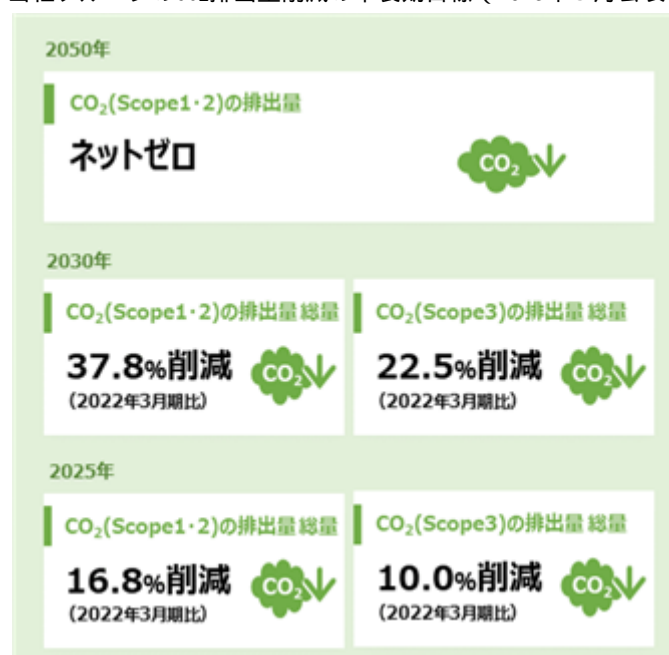 2050年
CO₂(Scope1･2)の排出量
ネットゼロ
CO₂
2030年
CO₂(Scope1･2)の排出量 総量
CO₂(Scope3)の排出量 総量
37.8%削減
CO₂
22.5%削減
CO₂
(2022年3月期比)
(2022年3月期比)
2025年
CO₂(Scope1･2)の排出量 総量
CO₂(Scope3)の排出量 総量
16.8%削減
CO₂
10.0%削減
CO₂
(2022年3月期比)
(2022年3月期比)